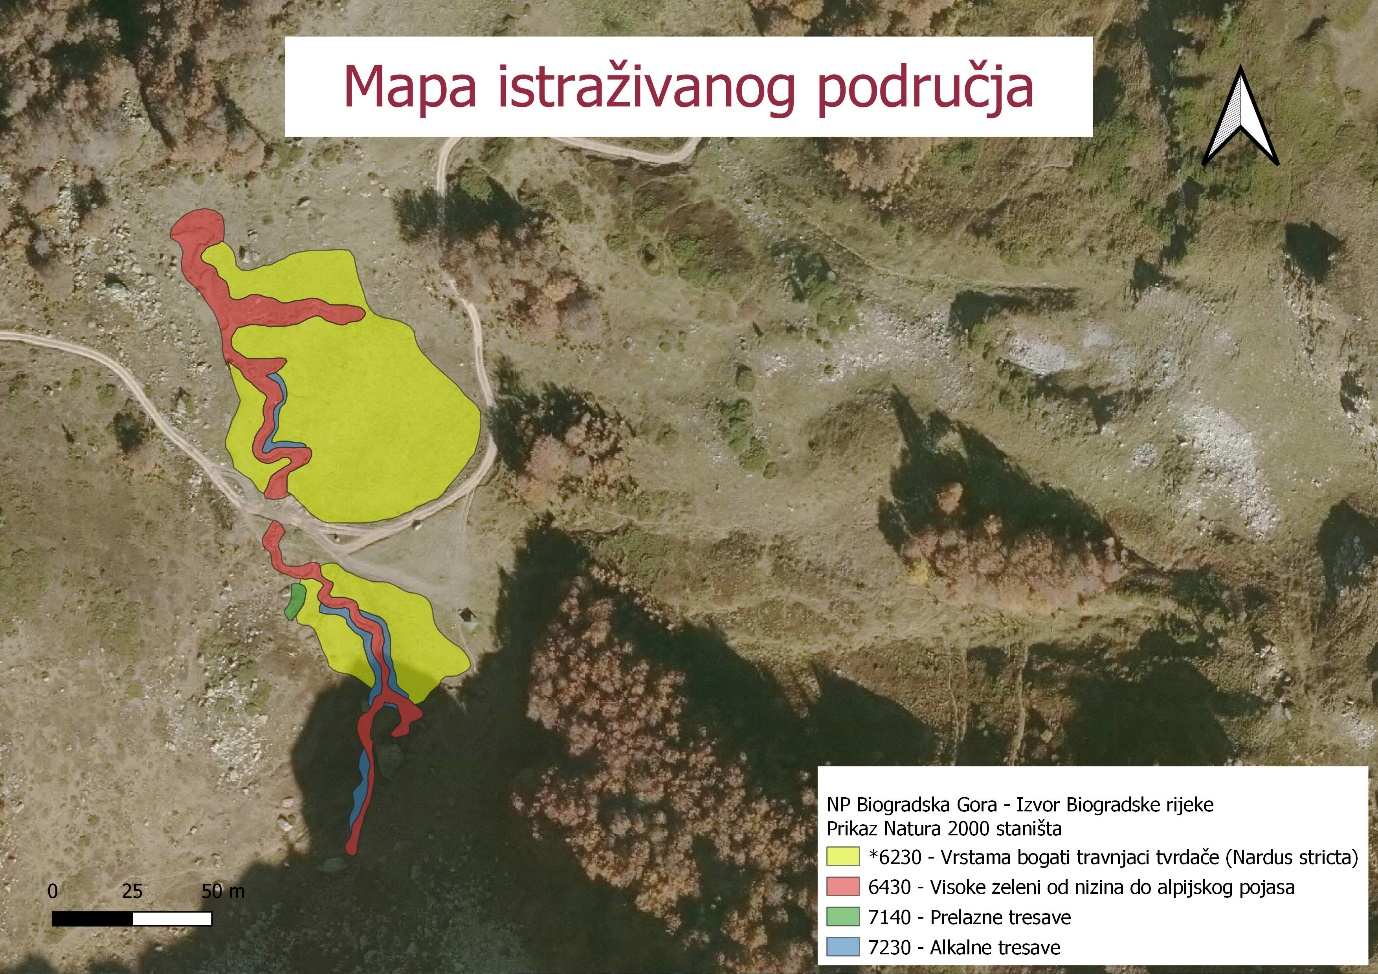 Mapa istraživanog područja
0 25 50 m
NP Biogradska Gora - Izvor Biogradske rijeke
Prikaz Natura 2000 staništa
*6230 - Vrstama bogati travnjaci tvrdače (Nardus stricta)
6430 - Visoke zeleni od nizina do alpijskog pojasa
7140 - Prelazne tresave
7230 - Alkalne tresave